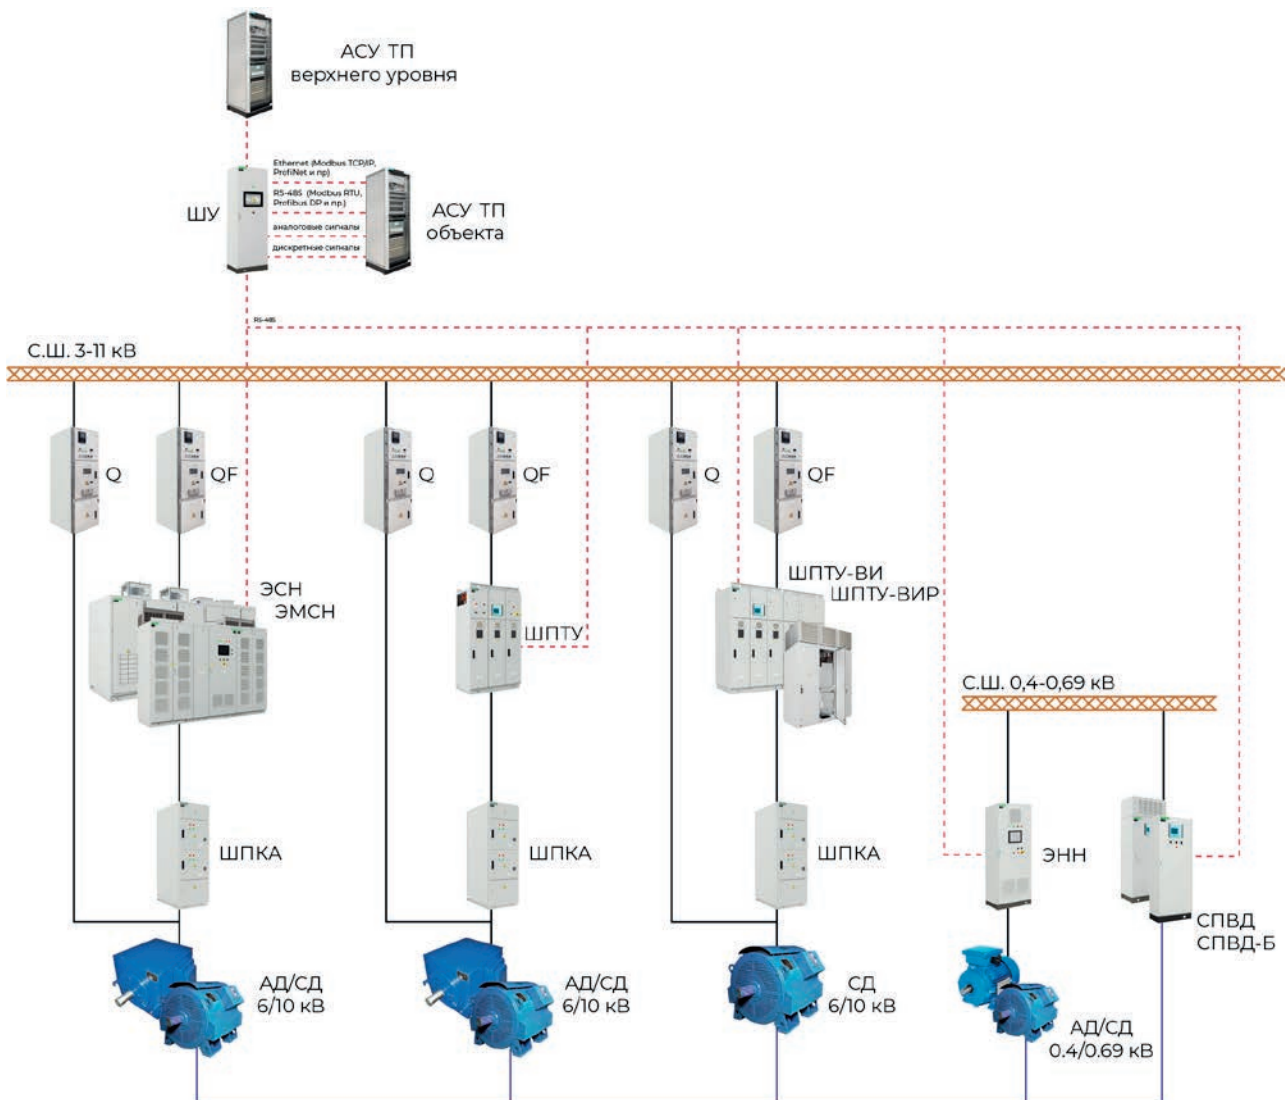 АСУ ТП
верхнего уровня
Ethernet (Modbus TCP/IP,
ProfiNet и пр)
RS-485 (Modbus RTU,
Profibus DP и пр.)
аналоговые сигналы
дискретные сигналы
ШУ
АСУ ТП
объекта
RS-485
С.Ш. 3-11 кВ
Q
QF
Q
QF
Q
QF
ЭСН
ЭМСН
ШПТУ
ШПТУ-ВИ
ШПТУ-ВИР
С.Ш. 0,4-0,69 кВ
ШПКА
ШПКА
ШПКА
ЭНН
СПВД
СПВД-Б
АД/СД
6/10 кВ
АД/СД
6/10 кВ
СД
6/10 кВ
АД/СД
0.4/0.69 кВ